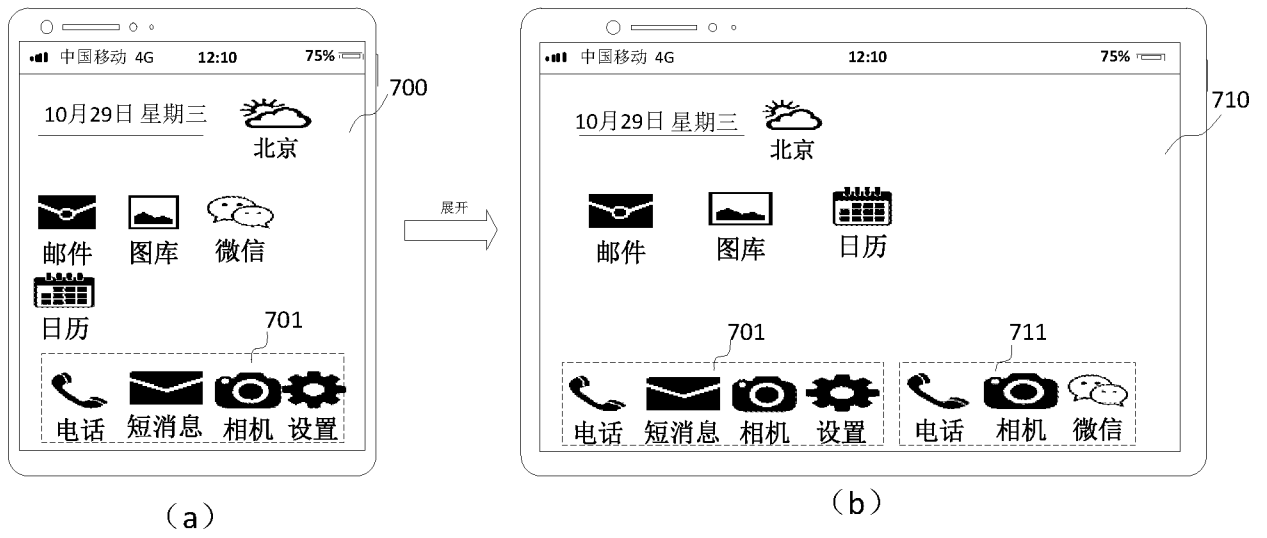 中国移动 4G 12:10 75%
10月29日 星期三
北京
700
邮件 图库 微信
日历
701
电话 短消息 相机 设置
(a)
展开
中国移动 4G 12:10 75%
10月29日 星期三
北京
710
邮件 图库 日历
701 711
电话 短消息 相机 设置 电话 相机 微信
(b)